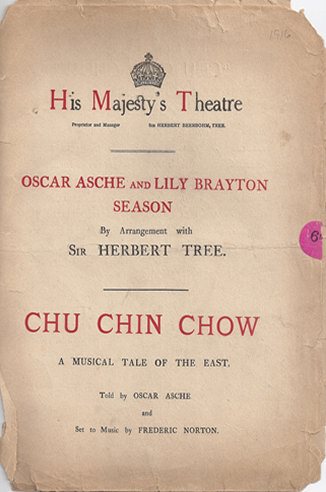 1916
His Majesty's Theatre
Proprietor and Manager Sir HERBERT BEERBOHM, TREE.
OSCAR ASCHE AND LILY BRAYTON
SEASON
By Arrangement with
SIR HERBERT TREE.
CHU CHIN CHOW
A MUSICAL TALE OF THE EAST.
Told by OSCAR ASCHE
and
Set to Music by FREDERIC NORTON.